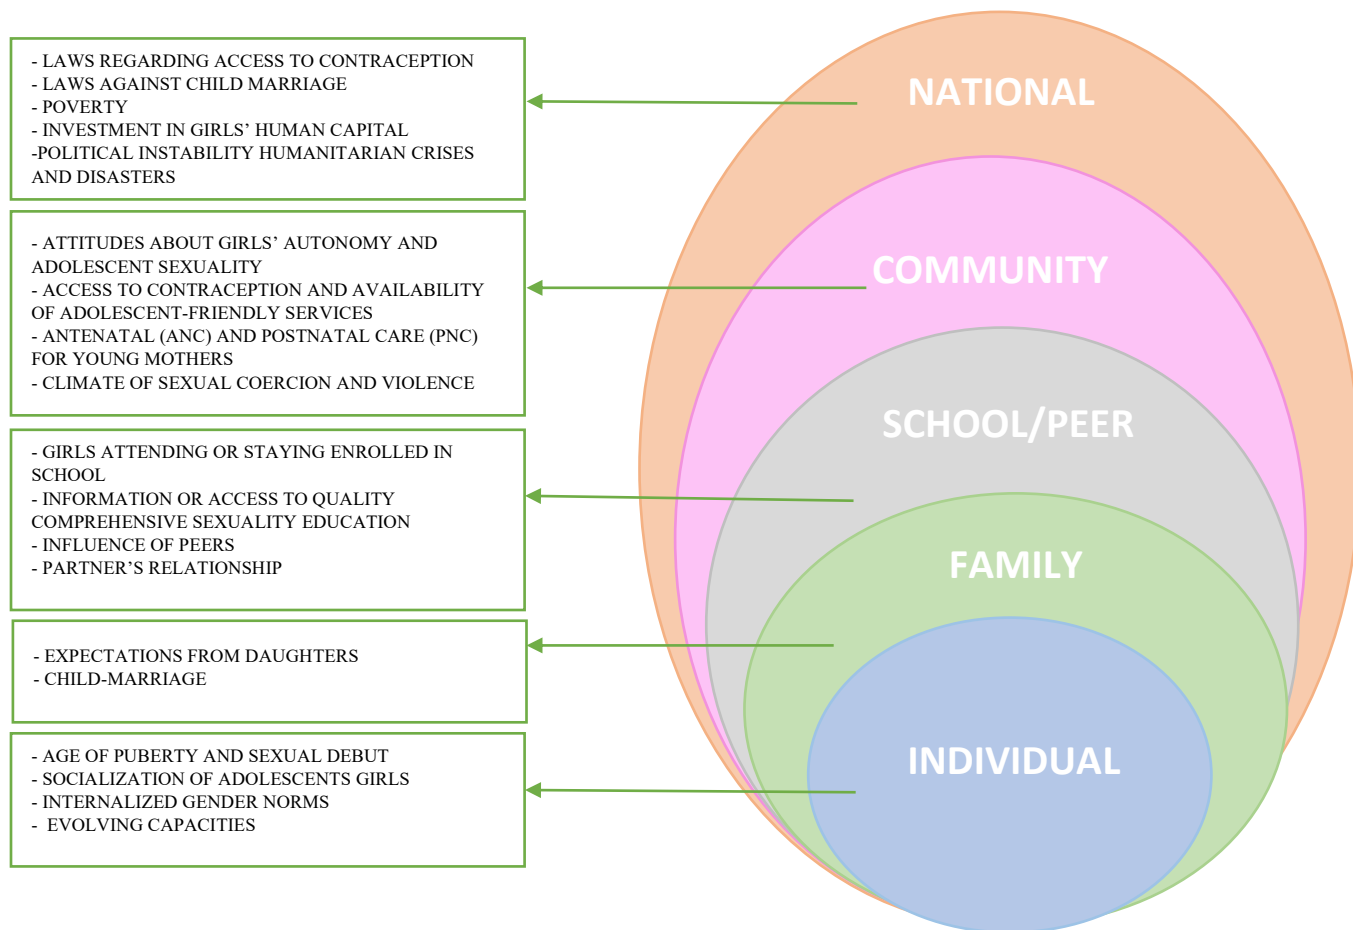 - LAWS REGARDING ACCESS TO CONTRACEPTION
- LAWS AGAINST CHILD MARRIAGE
- POVERTY
- INVESTMENT IN GIRLS’ HUMAN CAPITAL
-POLITICAL INSTABILITY HUMANITARIAN CRISES
AND DISASTERS
NATIONAL
- ATTITUDES ABOUT GIRLS’ AUTONOMY AND
ADOLESCENT SEXUALITY
- ACCESS TO CONTRACEPTION AND AVAILABILITY
OF ADOLESCENT-FRIENDLY SERVICES
- ANTENATAL (ANC) AND POSTNATAL CARE (PNC)
FOR YOUNG MOTHERS
- CLIMATE OF SEXUAL COERCION AND VIOLENCE
COMMUNITY
- GIRLS ATTENDING OR STAYING ENROLLED IN
SCHOOL
- INFORMATION OR ACCESS TO QUALITY
COMPREHENSIVE SEXUALITY EDUCATION
- INFLUENCE OF PEERS
- PARTNER’S RELATIONSHIP
SCHOOL/PEER
- EXPECTATIONS FROM DAUGHTERS
- CHILD-MARRIAGE
FAMILY
- AGE OF PUBERTY AND SEXUAL DEBUT
- SOCIALIZATION OF ADOLESCENTS GIRLS
- INTERNALIZED GENDER NORMS
- EVOLVING CAPACITIES
INDIVIDUAL